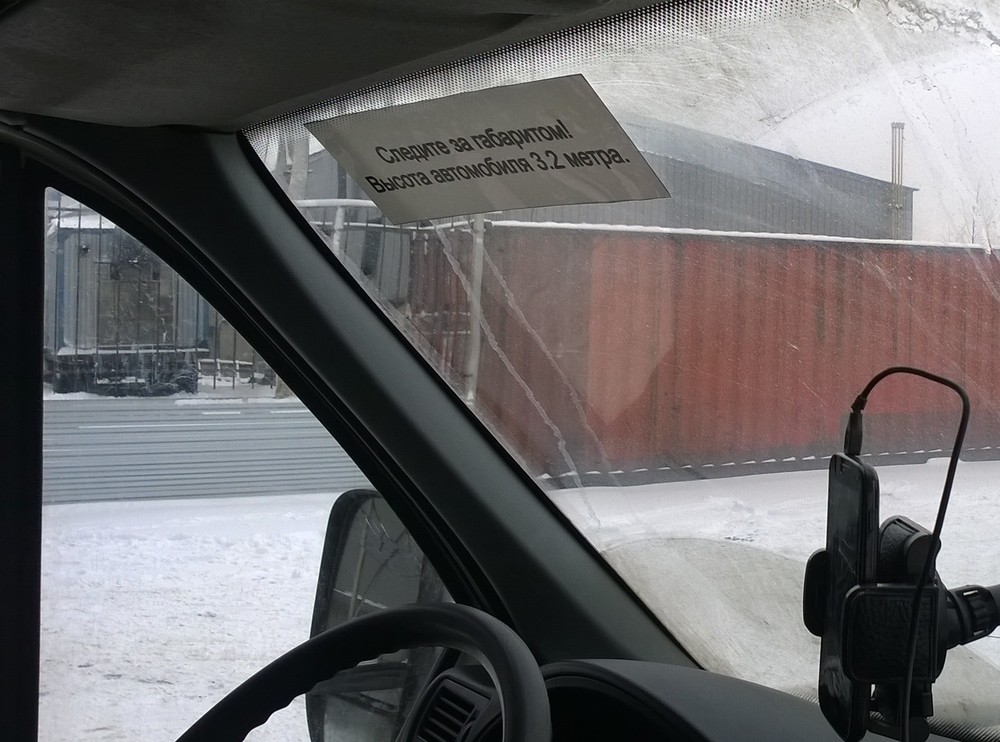 Следите за габаритом!
Высота автомобиля 3.2 метра.